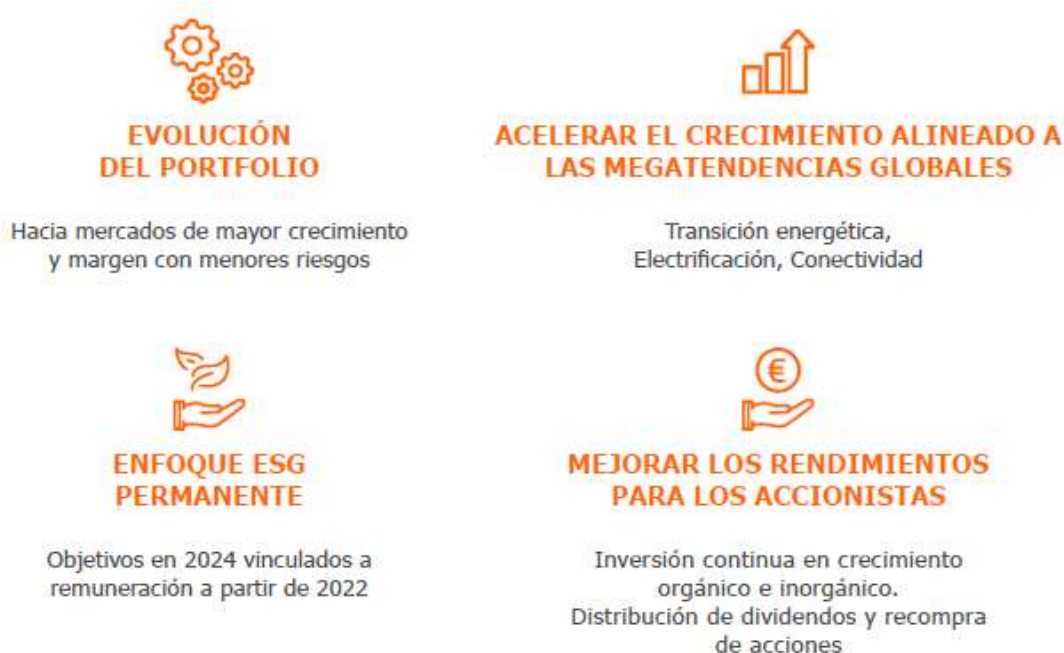 EVOLUCIÓN
DEL PORTFOLIO
Hacia mercados de mayor crecimiento
y margen con menores riesgos
ACELERAR EL CRECIMIENTO ALINEADO A
LAS MEGATENDENCIAS GLOBALES
Transición energética,
Electrificación, Conectividad
ENFOQUE ESG
PERMANENTE
Objetivos en 2024 vinculados a
remuneración a partir de 2022
€
MEJORAR LOS RENDIMIENTOS
PARA LOS ACCIONISTAS
Inversión continua en crecimiento
orgánico e inorgánico.
Distribución de dividendos y recompra
de acciones